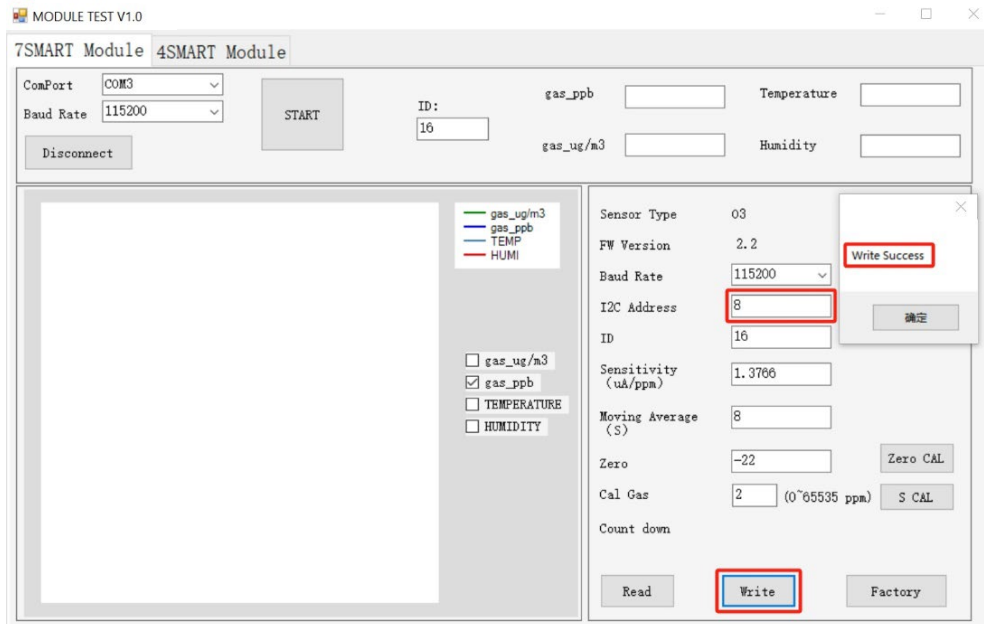 MODULE TEST V1.0
7SMART Module 4SMART Module
ComPort COM3
Baud Rate 115200
Disconnect
START
ID:
16
gas_ppb
gas_ug/m3
Temperature
Humidity
gas_ug/m3
gas_ppb
TEMP
HUMI
gas_ug/m3
gas_ppb
TEMPERATURE
HUMIDITY
Sensor Type O3
FW Version 2.2
Baud Rate 115200
I2C Address 8
ID 16
Sensitivity
(uA/ppm) 1.3766
Moving Average
(S) 8
Zero -22 Zero CAL
Cal Gas 2 (0~65535 ppm) S CAL
Count down
Read Write Factory
Write Success
确定